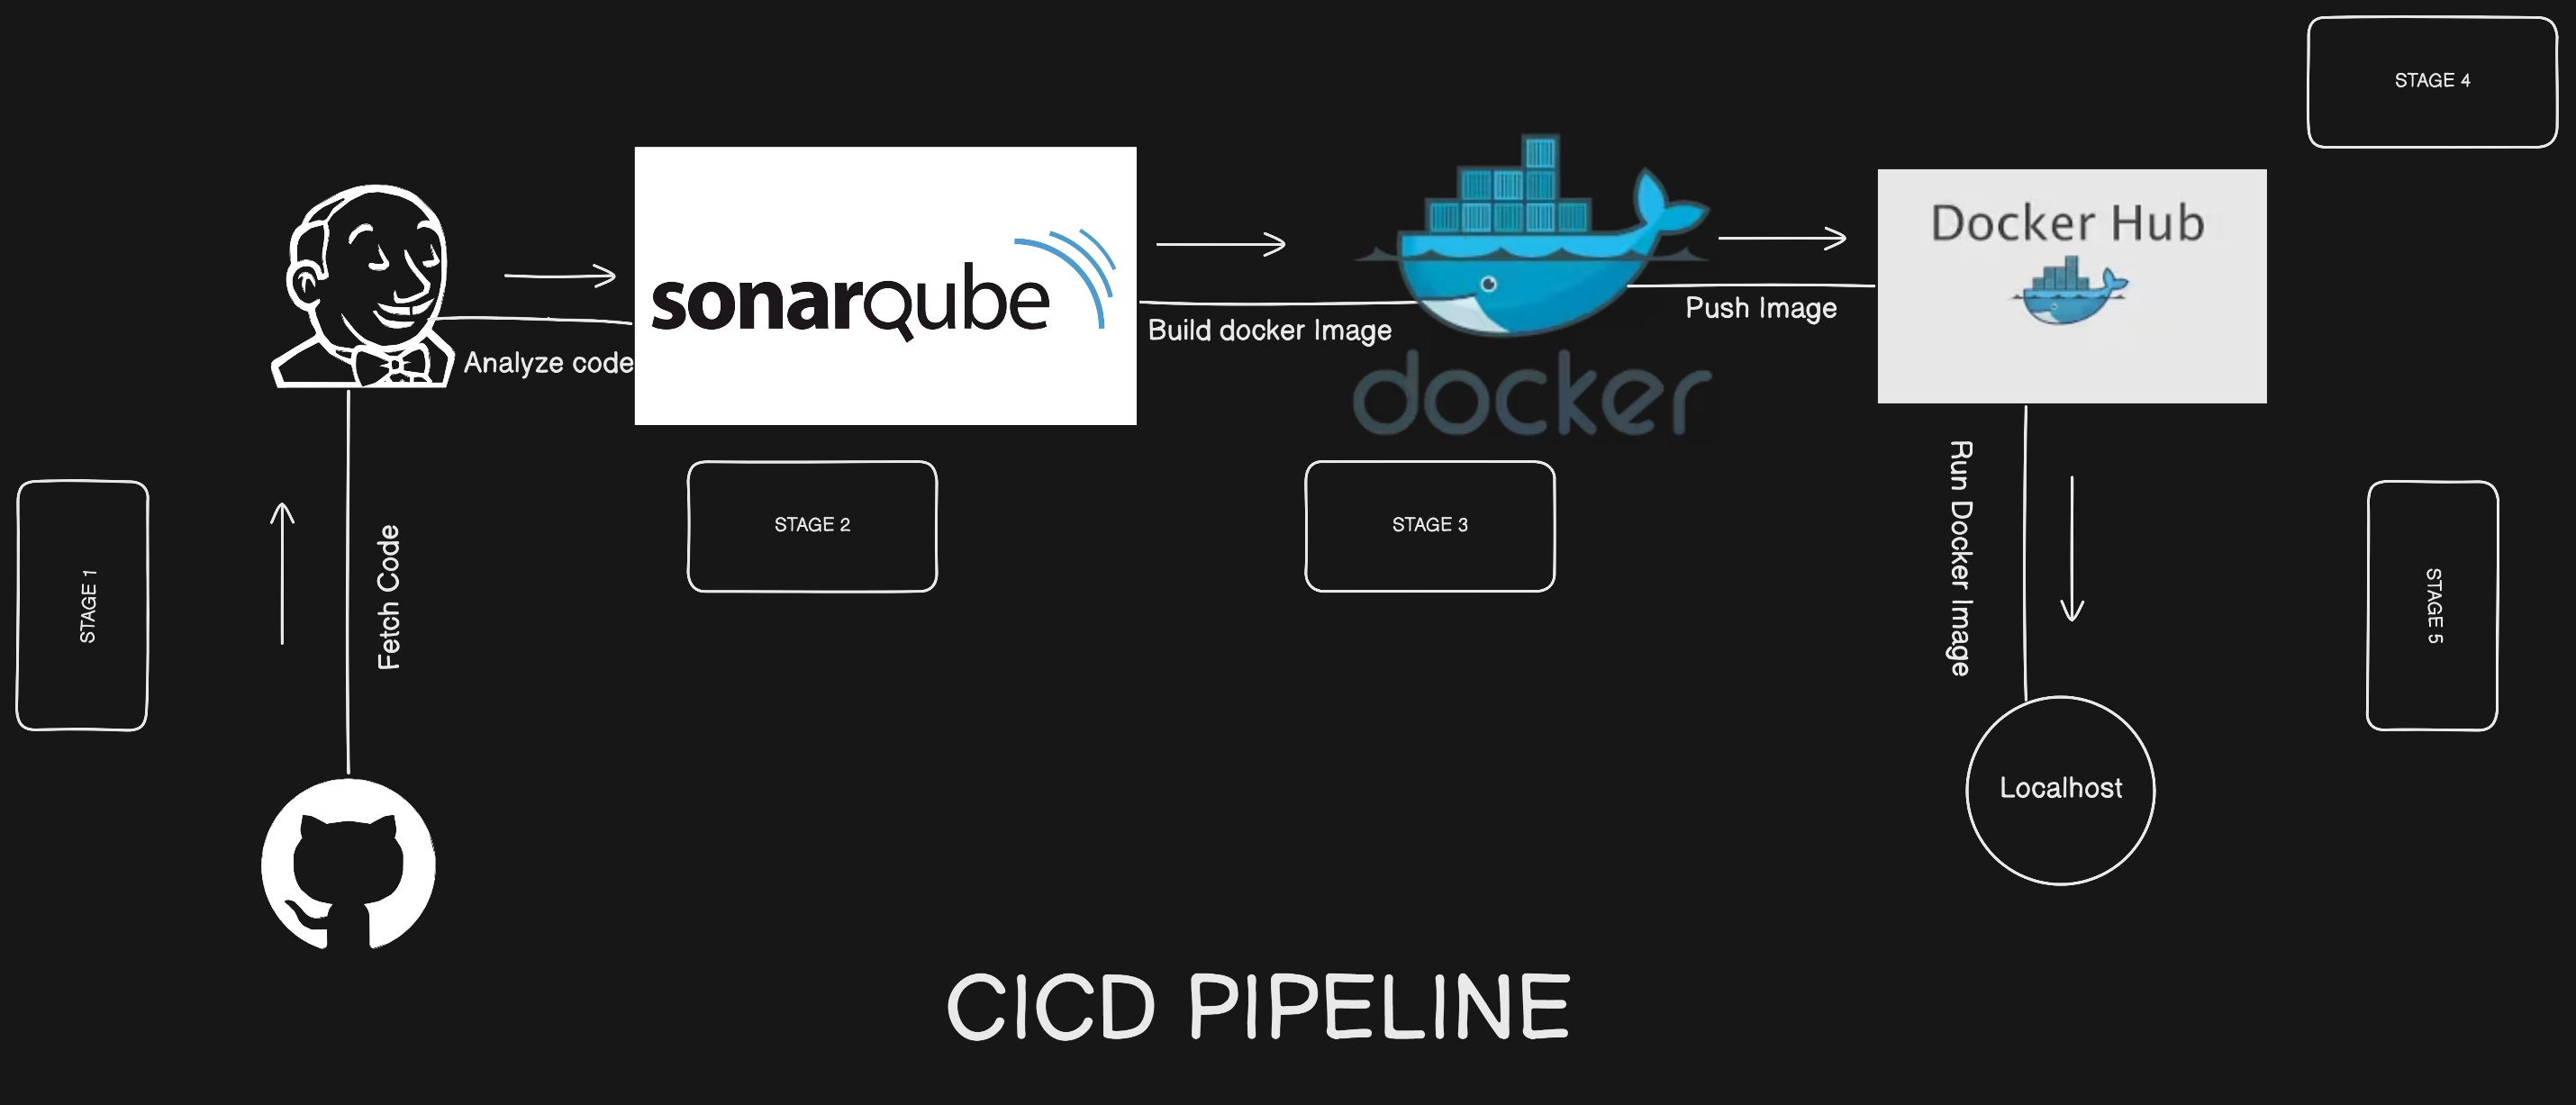 STAGE 4
sonarqube
Docker Hub
Analyze code
Build docker Image
Push Image
docker
STAGE 1
Fetch Code
STAGE 2
STAGE 3
Run Docker Image
STAGE 5
Localhost
CICD PIPELINE